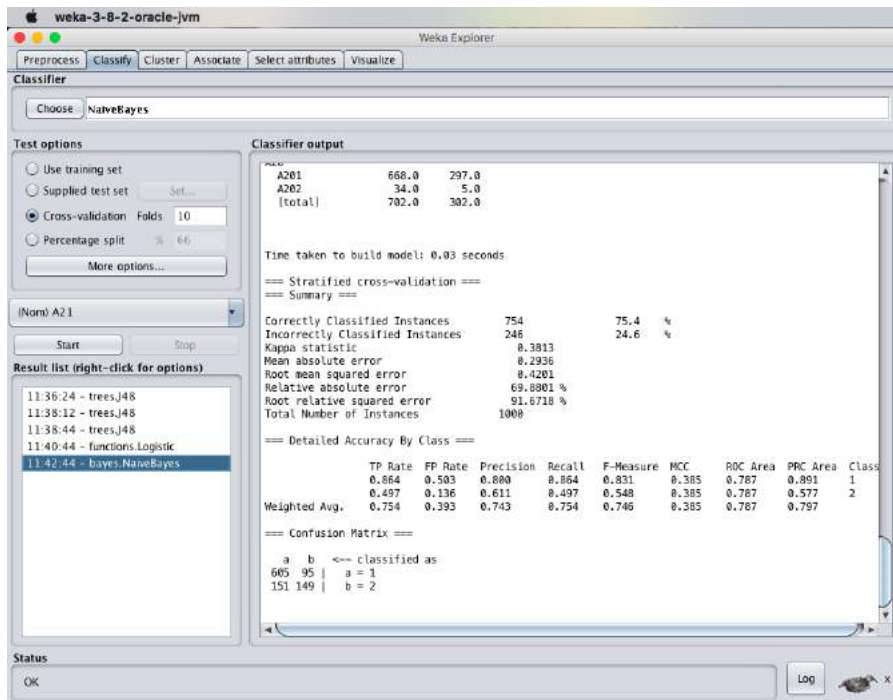 weka-3-8-2-oracle-jvm
Weka Explorer
Preprocess Classify Cluster Associate Select attributes Visualize
Classifier
Choose NaiveBayes
Test options
Use training set
Supplied test set Set...
Cross-validation Folds 10
Percentage split % 66
More options...
(Nom) A21
Start Stop
Result list (right-click for options)
11:36:24 - trees.J48
11:38:12 - trees.J48
11:38:44 - trees.J48
11:40:44 - functions.Logistic
11:42:44 - bayes.NaiveBayes
Classifier output
A201 668.0 297.0
A202 34.0 5.0
[total] 702.0 302.0
Time taken to build model: 0.03 seconds
=== Stratified cross-validation ===
=== Summary ===
Correctly Classified Instances 754 75.4 %
Incorrectly Classified Instances 246 24.6 %
Kappa statistic 0.3813
Mean absolute error 0.2936
Root mean squared error 0.4201
Relative absolute error 69.8801 %
Root relative squared error 91.6718 %
Total Number of Instances 1000
=== Detailed Accuracy By Class ===
TP Rate FP Rate Precision Recall F-Measure MCC ROC Area PRC Area Class
0.864 0.503 0.800 0.864 0.831 0.385 0.787 0.891 1
0.497 0.136 0.611 0.497 0.548 0.385 0.787 0.577 2
Weighted Avg. 0.754 0.393 0.743 0.754 0.746 0.385 0.787 0.797
=== Confusion Matrix ===
a b <-- classified as
605 95 | a = 1
151 149 | b = 2
Status
OK
Log
x